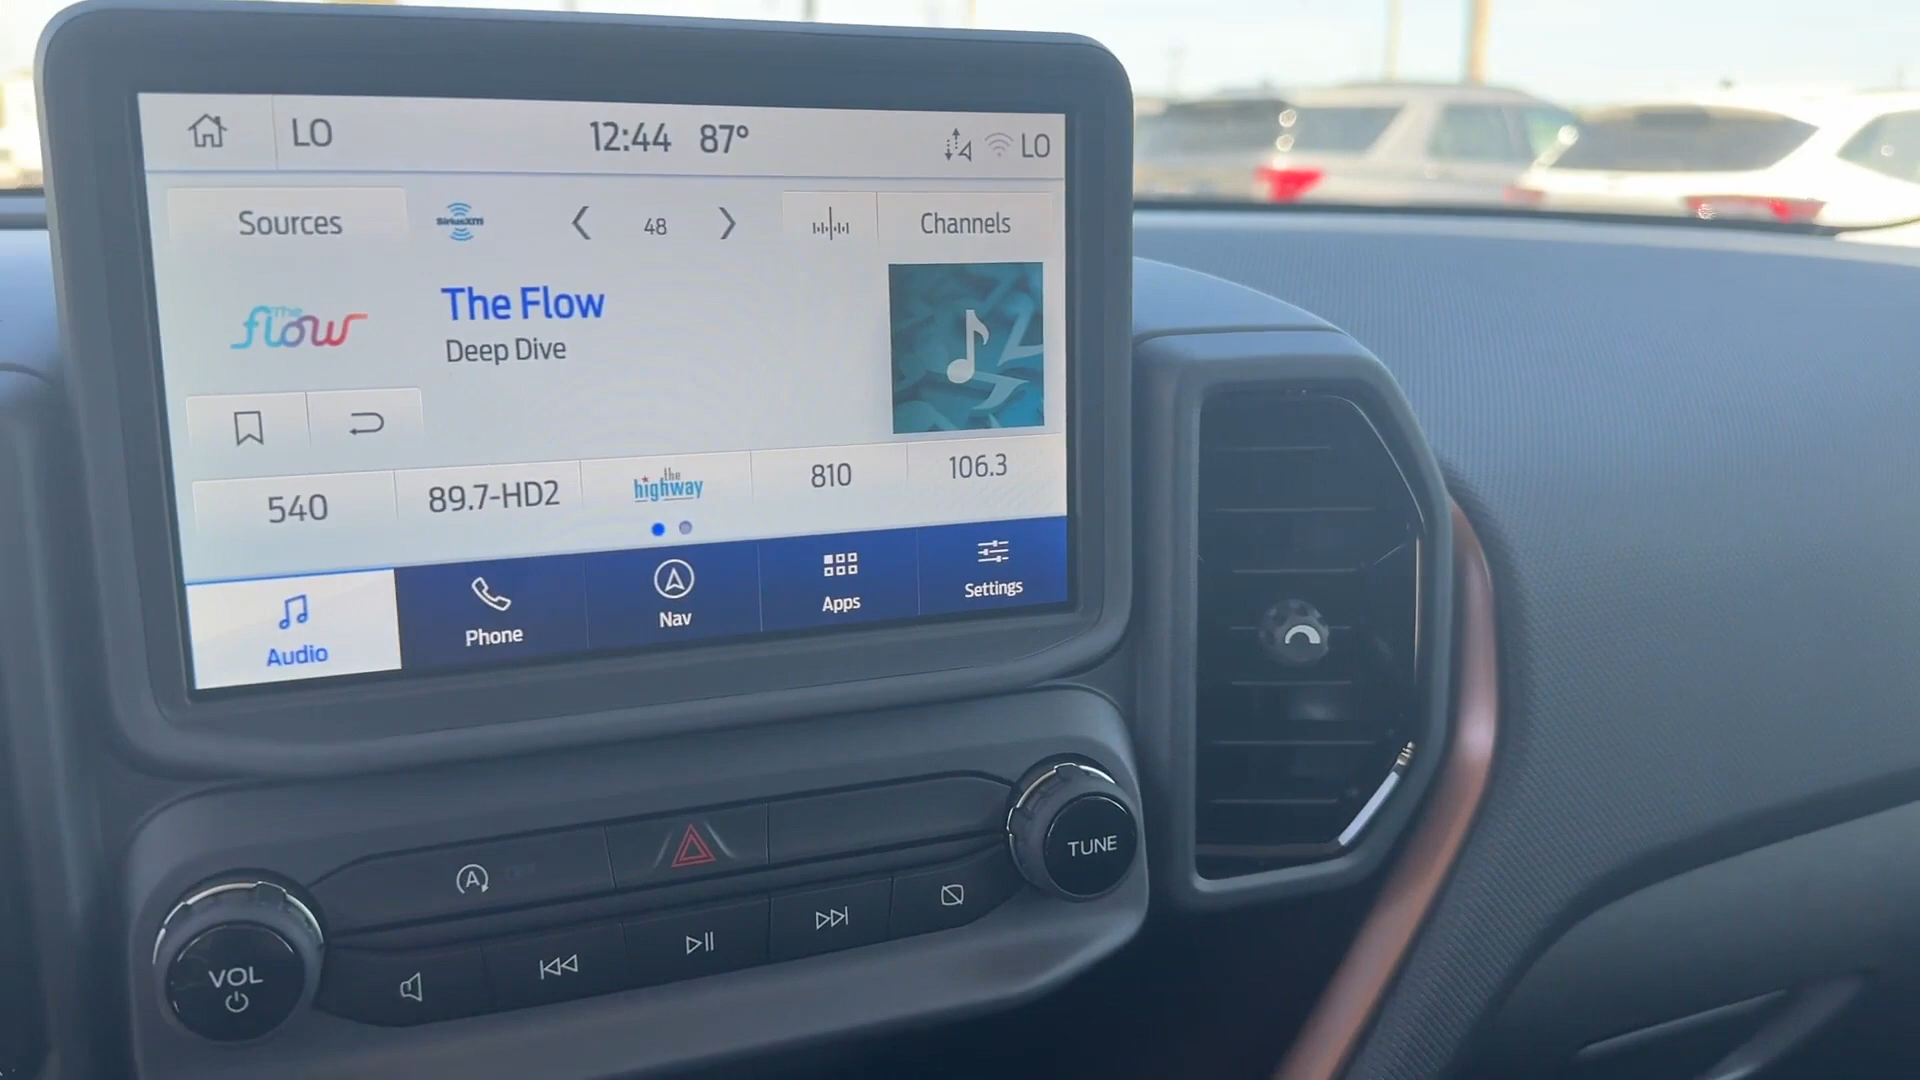 LO
12:44 87°
LO
Sources
SiriusXM
48
Channels
The flow
The Flow
Deep Dive
540
89.7-HD2
the highway
810
106.3
Audio
Phone
Nav
Apps
Settings
A
TUNE
VOL